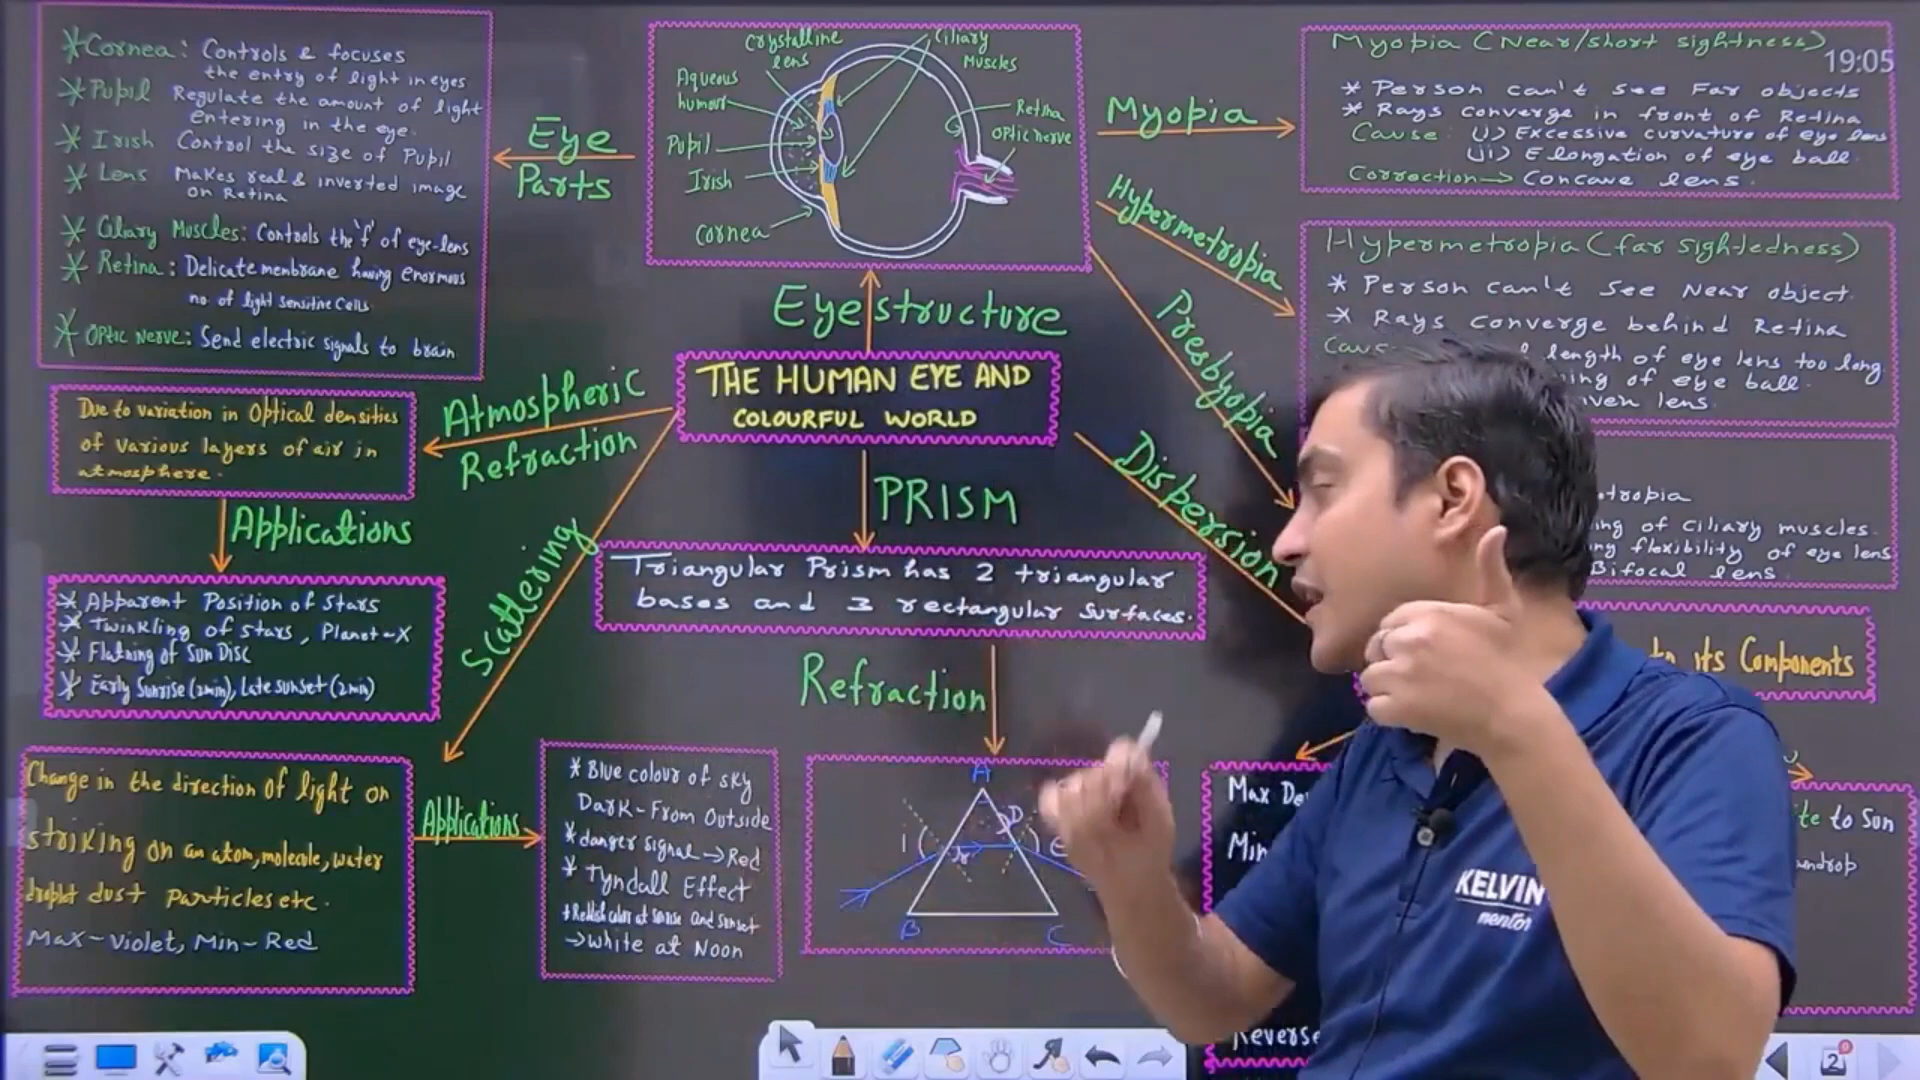 *Cornea: Controls & focuses
the entry of light in eyes
*Pupil Regulate the amount of light
entering in the eye.
* Irish Control the size of Pupil
* Lens Makes real & inverted image
on Retina
* Ciliary Muscles: Controls the 'f' of eye-lens
* Retina: Delicate membrane having enormous
no of light sensitive Cells
* Optic Nerve: Send electric signals to brain
Eye
Parts
crystalline
lens
Ciliary
Muscles
Aqueous
humour
Retina
Optic nerve
Pupil
Irish
Cornea
Eye structure
Myopia
Hypermetropia
Presbyopia
Dispersion
Myopia (Near/short sightness)
19:05
* Person can't see Far objects
* Rays converge in front of Retina
Cause: (i) Excessive curvature of eye lens
(ii) Elongation of eye ball.
Correction → Concave lens.
Hypermetropia (far sightedness)
* Person can't see Near object.
* Rays converge behind Retina
length of eye lens too long
of eye ball.
lens.
of ciliary muscles.
flexibility of eye lens
Bifocal lens.
THE HUMAN EYE AND
COLOURFUL WORLD
Atmospheric
Refraction
Due to variation in Optical densities
of various layers of air in
atmosphere.
Applications
* Apparent Position of Stars
* Twinkling of stars, Planet-X
* Flatning of Sun Disc
* Early Sunrise (2min), Late sunset (2min)
Scattering
Change in the direction of light on
striking on an atom, molecule, water
droplet dust Particles etc.
Max-Violet, Min-Red
Applications
* Blue colour of sky
Dark-From Outside
* danger signal → Red
* Tyndall Effect
* Reddish color at sunrise and sunset
→ white at Noon
PRISM
Triangular Prism has 2 triangular
bases and 3 rectangular Surfaces.
Refraction
A
D
i
r
e
B
C
its Components
Max
Min
to Sun
Reverse
KELVIN
mentor
2